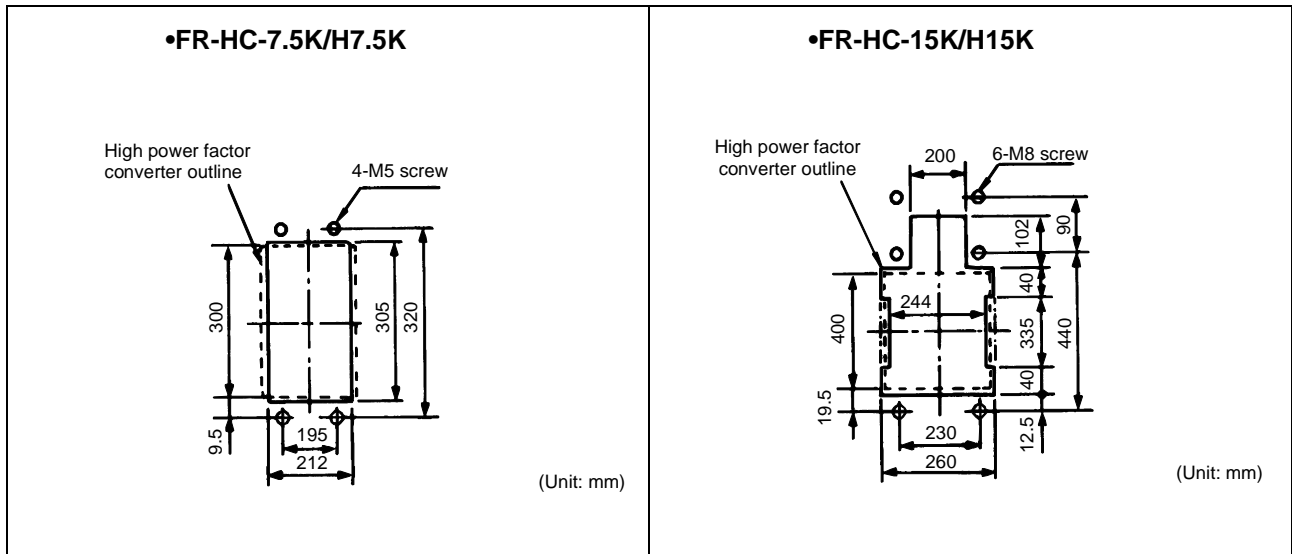 •FR-HC-7.5K/H7.5K
High power factor
converter outline
4-M5 screw
300
305
320
9.5
195
212
(Unit: mm)
•FR-HC-15K/H15K
High power factor
converter outline
200
6-M8 screw
90
102
40
244
400
335
440
40
19.5
230
12.5
260
(Unit: mm)